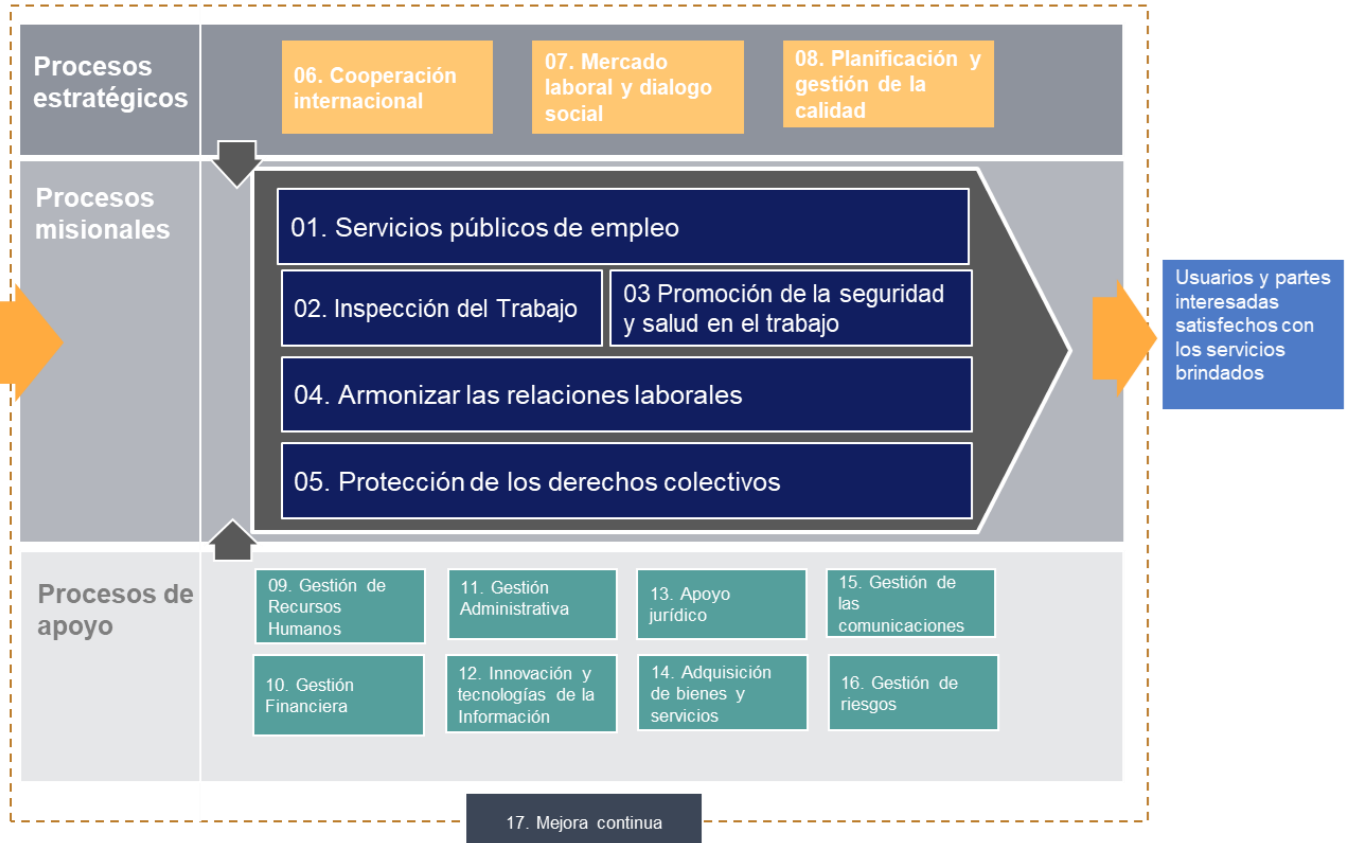 Procesos
estratégicos
06. Cooperación
internacional
07. Mercado
laboral y dialogo
social
08. Planificación y
gestión de la
calidad
Procesos
misionales
01. Servicios públicos de empleo
02. Inspección del Trabajo
03 Promoción de la seguridad
y salud en el trabajo
04. Armonizar las relaciones laborales
05. Protección de los derechos colectivos
Usuarios y partes
interesadas
satisfechos con
los servicios
brindados
Procesos de
apoyo
09. Gestión de
Recursos
Humanos
11. Gestión
Administrativa
13. Apoyo
jurídico
15. Gestión de
las
comunicaciones
10. Gestión
Financiera
12. Innovación y
tecnologías de la
Información
14. Adquisición
de bienes y
servicios
16. Gestión de
riesgos
17. Mejora continua